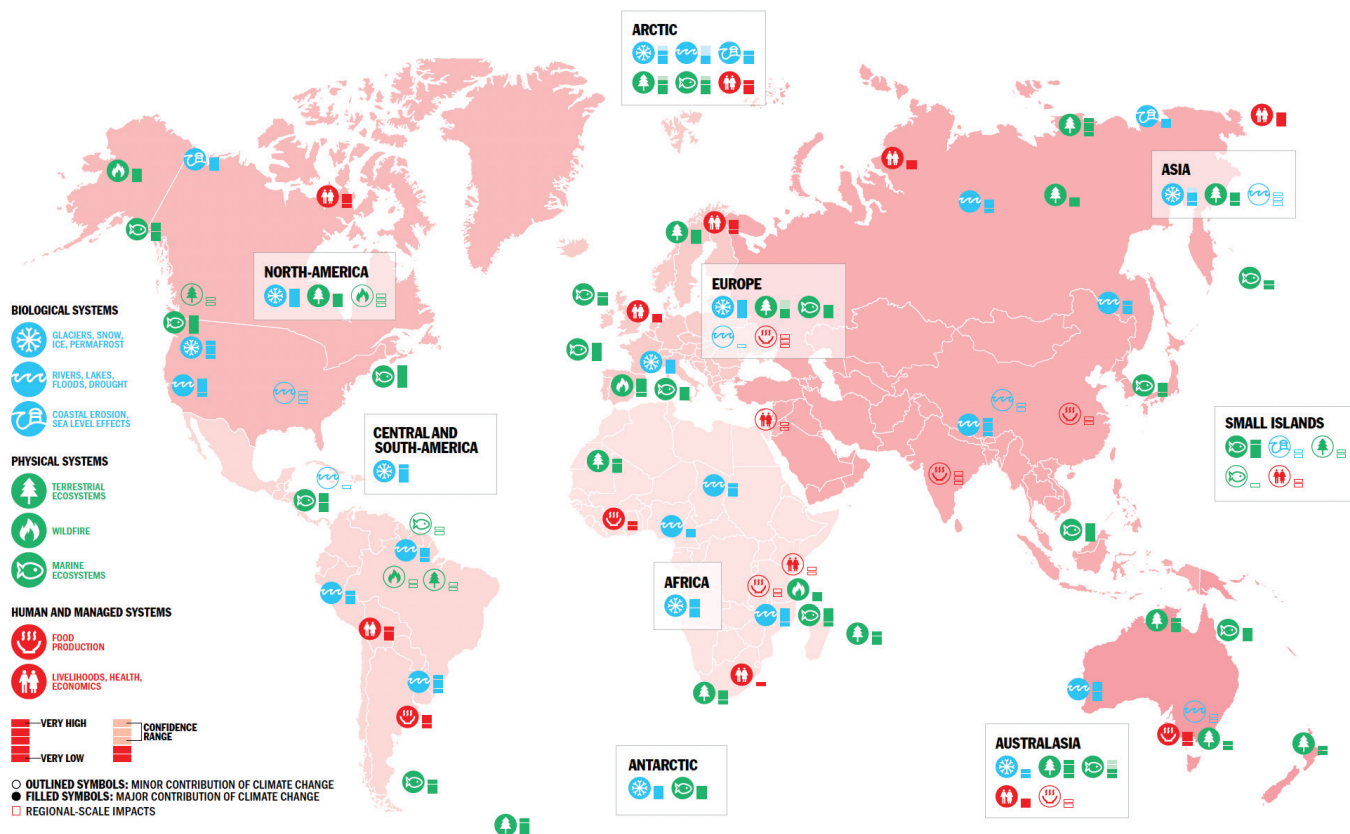 ARCTIC
ASIA
NORTH-AMERICA
EUROPE
BIOLOGICAL SYSTEMS
GLACIERS, SNOW,
ICE, PERMAFROST
RIVERS, LAKES,
FLOODS, DROUGHT
COASTAL EROSION,
SEA LEVEL EFFECTS
CENTRAL AND
SOUTH-AMERICA
SMALL ISLANDS
PHYSICAL SYSTEMS
TERRESTRIAL
ECOSYSTEMS
WILDFIRE
MARINE
ECOSYSTEMS
AFRICA
HUMAN AND MANAGED SYSTEMS
FOOD
PRODUCTION
LIVELIHOODS, HEALTH,
ECONOMICS
VERY HIGH
VERY LOW
CONFIDENCE
RANGE
AUSTRALASIA
ANTARCTIC
OUTLINED SYMBOLS: MINOR CONTRIBUTION OF CLIMATE CHANGE
FILLED SYMBOLS: MAJOR CONTRIBUTION OF CLIMATE CHANGE
REGIONAL-SCALE IMPACTS